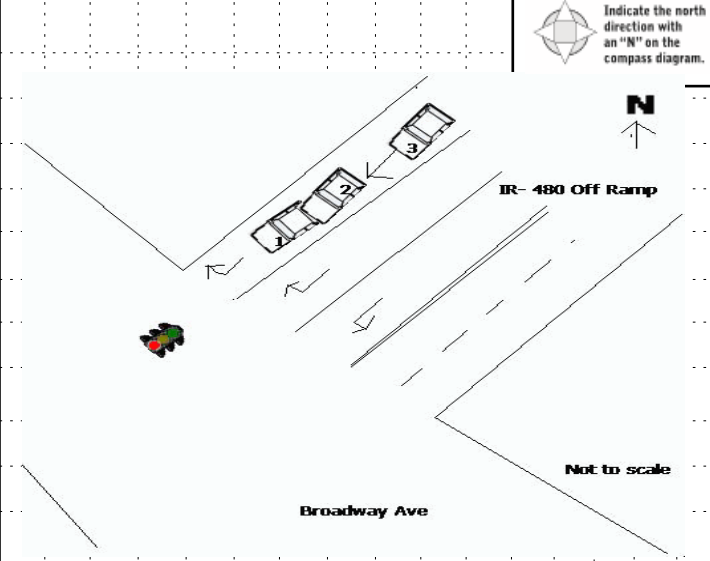 Indicate the north
direction with
an "N" on the
compass diagram.
N
3
IR- 480 Off Ramp
2
1
Not to scale
Broadway Ave